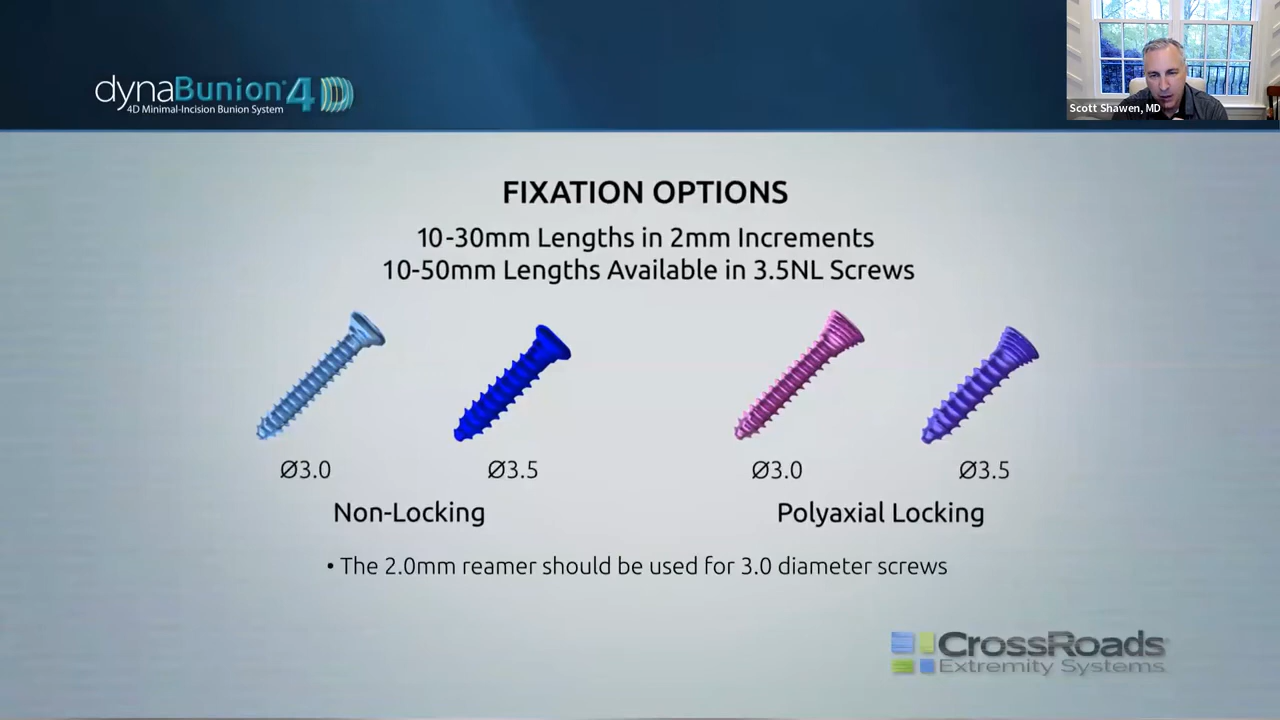 dynaBunion®4D
4D Minimal-Incision Bunion System
Scott Shawen, MD
FIXATION OPTIONS
10-30mm Lengths in 2mm Increments
10-50mm Lengths Available in 3.5NL Screws
Ø3.0
Ø3.5
Ø3.0
Ø3.5
Non-Locking
Polyaxial Locking
• The 2.0mm reamer should be used for 3.0 diameter screws
CrossRoads
Extremity Systems